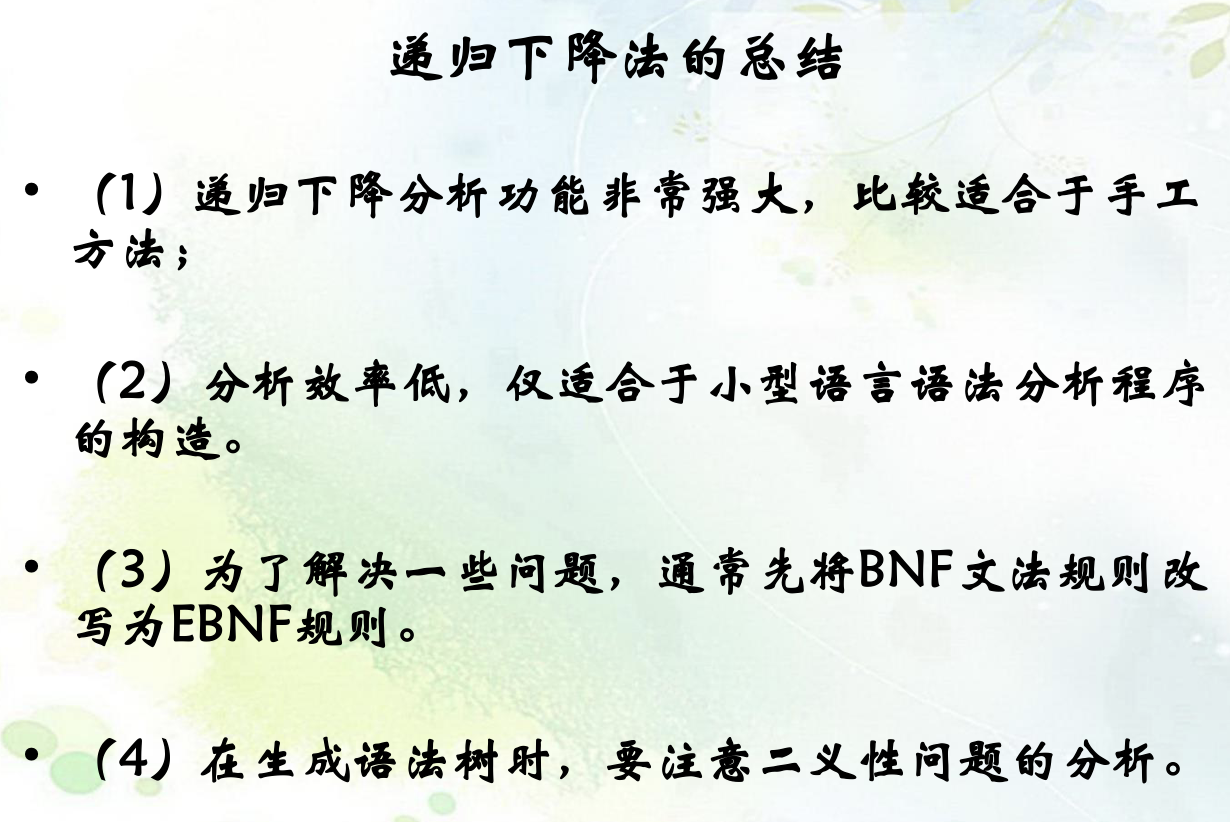 递归下降法的总结
• （1）递归下降分析功能非常强大，比较适合于手工
方法；
• （2）分析效率低，仅适合于小型语言语法分析程序
的构造。
• （3）为了解决一些问题，通常先将BNF文法规则改
写为EBNF规则。
• （4）在生成语法树时，要注意二义性问题的分析。